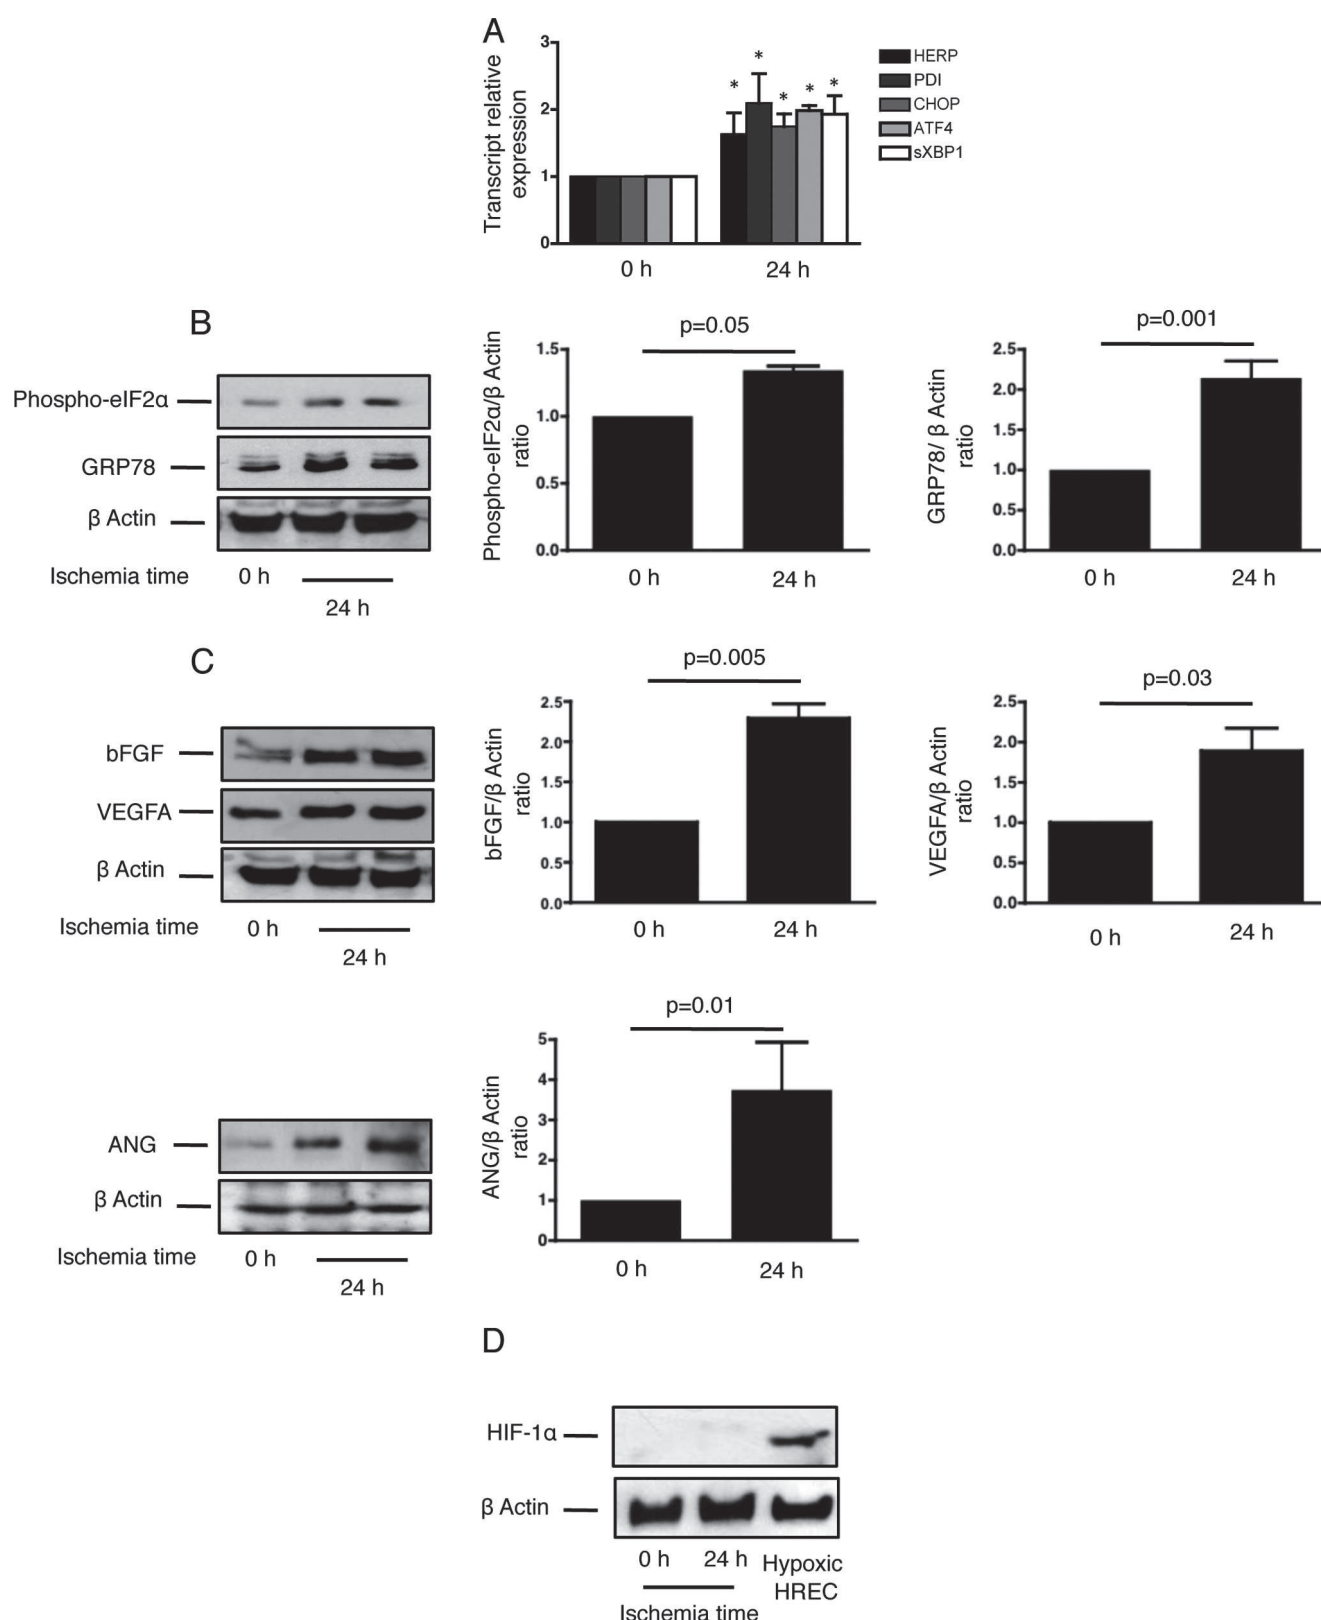 A
Transcript relative
expression
3
2
1
0
* * * * *
0 h 24 h
HERP
PDI
CHOP
ATF4
sXBP1
B
Phospho-eIF2α
GRP78
β Actin
Ischemia time 0 h
24 h
p=0.05
Phospho-eIF2α/β Actin
ratio
1.5
1.0
0.5
0.0
0 h 24 h
p=0.001
GRP78/ β Actin
ratio
2.5
2.0
1.5
1.0
0.5
0.0
0 h 24 h
C
bFGF
VEGFA
β Actin
Ischemia time 0 h
24 h
p=0.005
bFGF/β Actin
ratio
2.5
2.0
1.5
1.0
0.5
0.0
0 h 24 h
p=0.03
VEGFA/β Actin
ratio
2.5
2.0
1.5
1.0
0.5
0.0
0 h 24 h
ANG
β Actin
Ischemia time 0 h
24 h
p=0.01
ANG/β Actin
ratio
5
4
3
2
1
0
0 h 24 h
D
HIF-1α
β Actin
0 h 24 h Hypoxic
HREC
Ischemia time